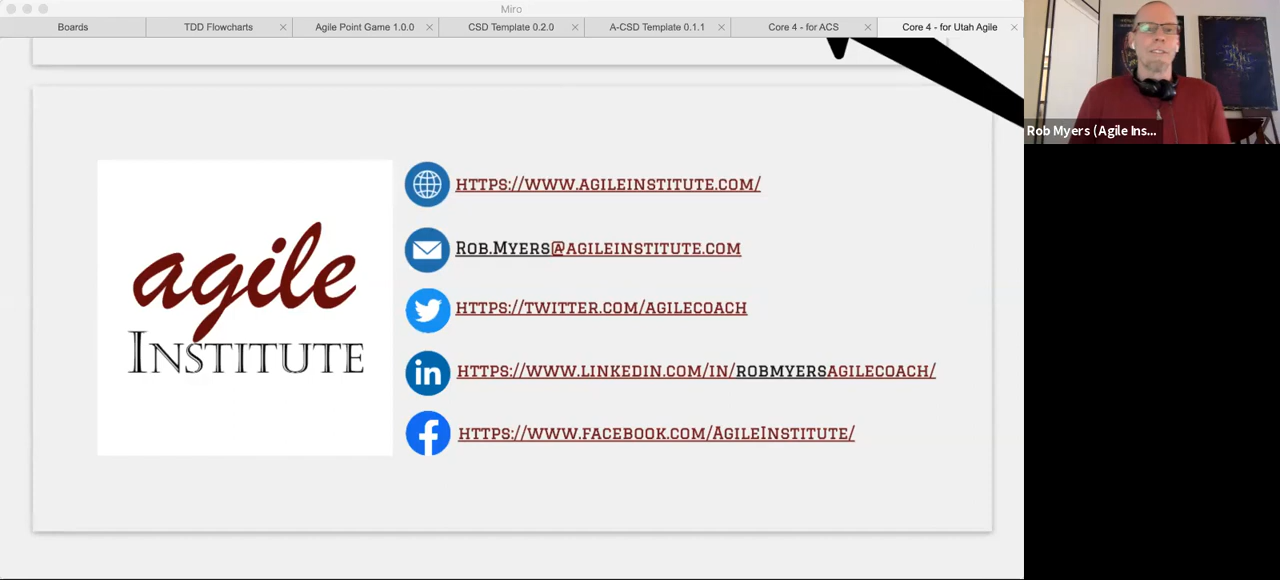 Miro
Boards
TDD Flowcharts
Agile Point Game 1.0.0
CSD Template 0.2.0
A-CSD Template 0.1.1
Core 4 - for ACS
Core 4 - for Utah Agile
Rob Myers (Agile Ins...
agile
INSTITUTE
HTTPS://WWW.AGILEINSTITUTE.COM/
ROB.MYERS@AGILEINSTITUTE.COM
HTTPS://TWITTER.COM/AGILECOACH
HTTPS://WWW.LINKEDIN.COM/IN/ROBMYERSAGILECOACH/
HTTPS://WWW.FACEBOOK.COM/AGILEINSTITUTE/